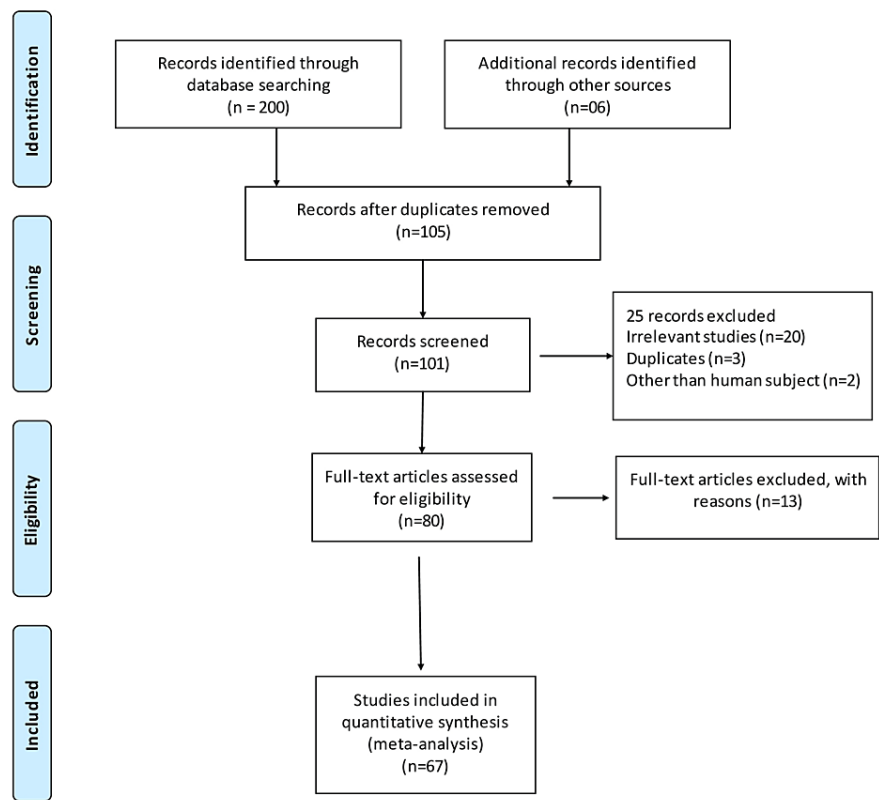 Identification
Records identified through
database searching
(n = 200)
Additional records identified
through other sources
(n=06)
Records after duplicates removed
(n=105)
Screening
Records screened
(n=101)
25 records excluded
Irrelevant studies (n=20)
Duplicates (n=3)
Other than human subject (n=2)
Eligibility
Full-text articles assessed
for eligibility
(n=80)
Full-text articles excluded, with
reasons (n=13)
Included
Studies included in
quantitative synthesis
(meta-analysis)
(n=67)